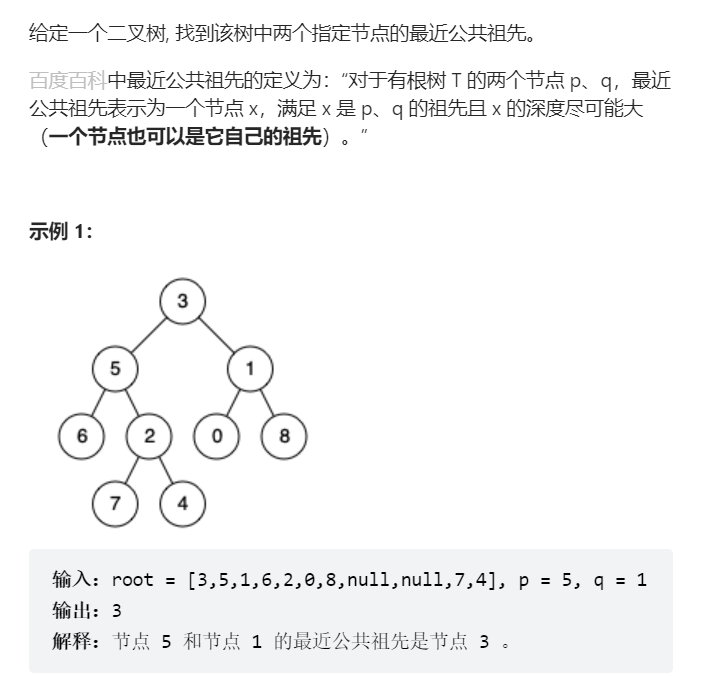 给定一个二叉树, 找到该树中两个指定节点的最近公共祖先。
百度百科中最近公共祖先的定义为：“对于有根树 T 的两个节点 p、q，最近
公共祖先表示为一个节点 x，满足 x 是 p、q 的祖先且 x 的深度尽可能大
（一个节点也可以是它自己的祖先）。”
示例 1：
3
5 1
6 2 0 8
7 4
输入：root = [3,5,1,6,2,0,8,null,null,7,4], p = 5, q = 1
输出：3
解释：节点 5 和节点 1 的最近公共祖先是节点 3 。